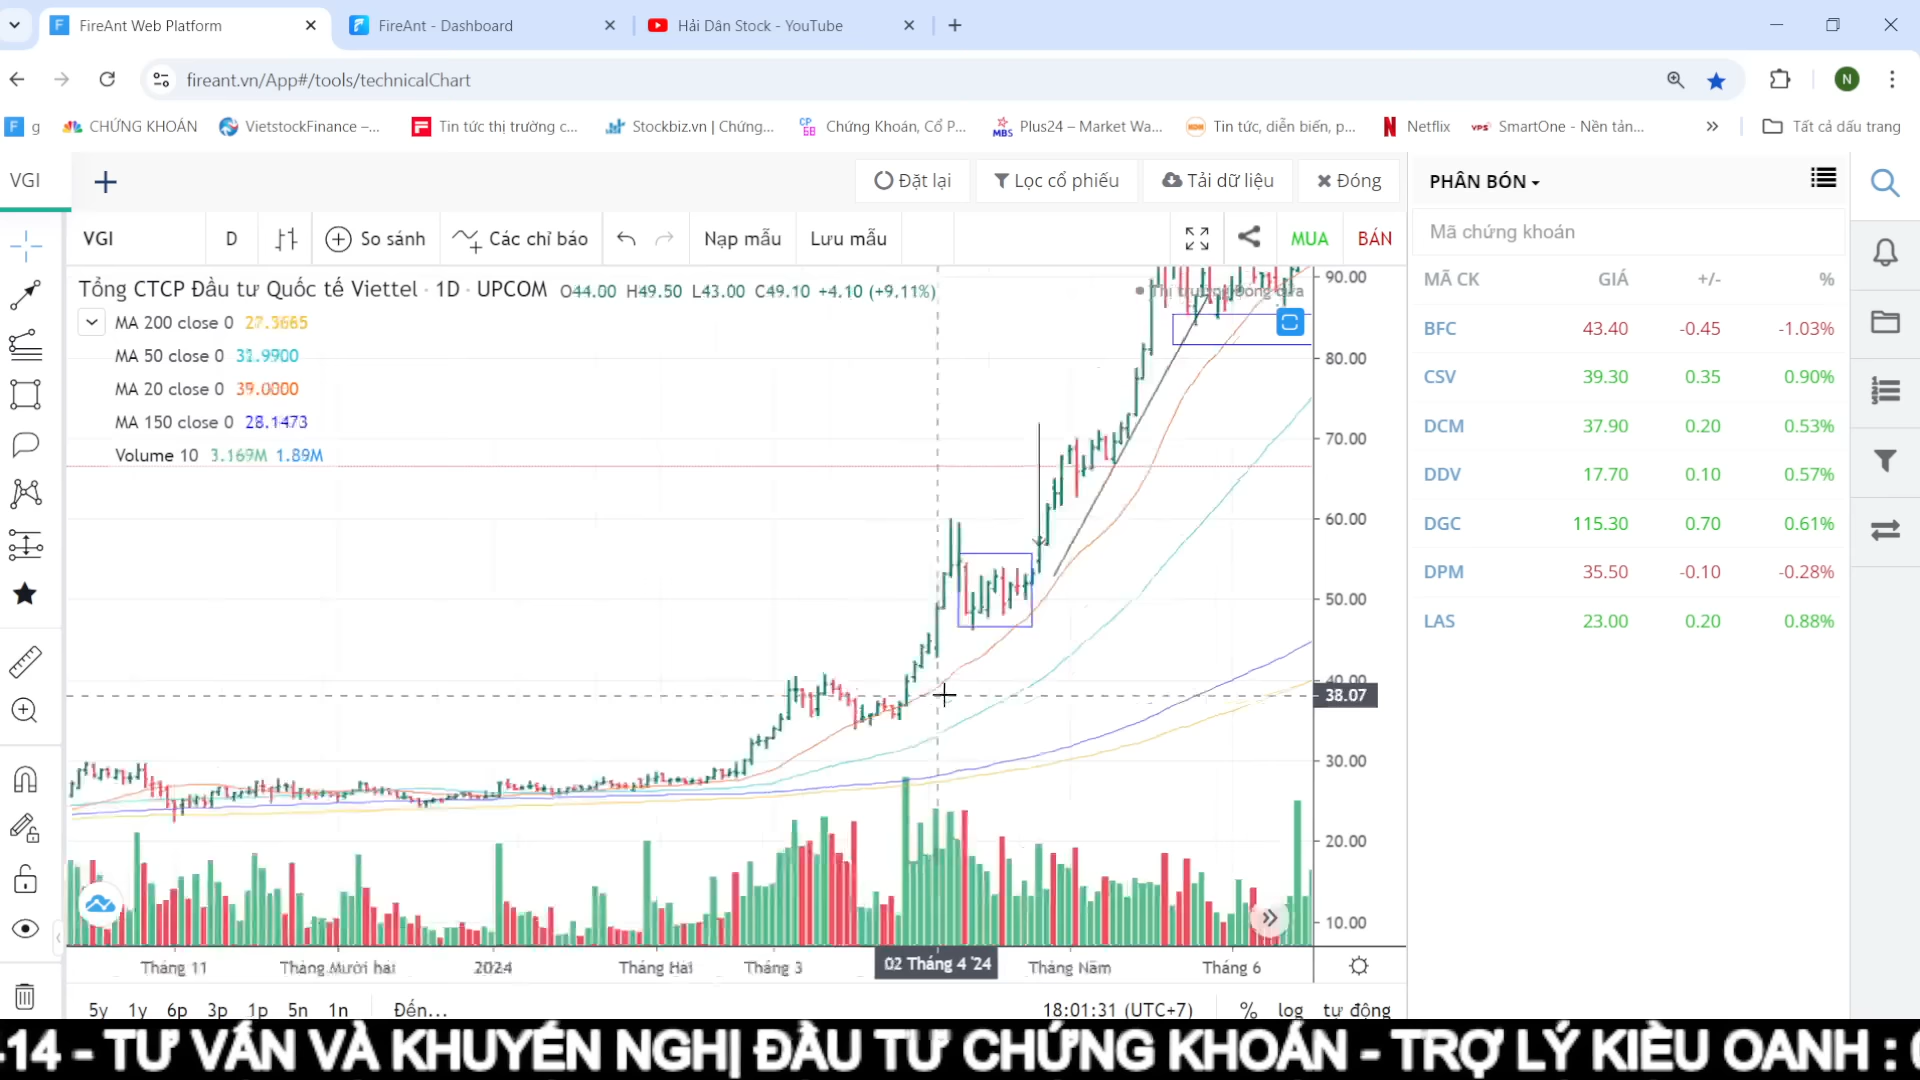 FireAnt Web Platform
FireAnt - Dashboard
Hải Dân Stock - YouTube
fireant.vn/App#/tools/technicalChart
N
g
CHỨNG KHOÁN
VietstockFinance –...
Tin tức thị trường c...
Stockbiz.vn | Chứng...
Chứng Khoán, Cổ P...
Plus24 – Market Wa...
Tin tức, diễn biến, p...
Netflix
SmartOne - Nền tản...
Tất cả dấu trang
VGI
Đặt lại
Lọc cổ phiếu
Tải dữ liệu
Đóng
PHÂN BÓN
VGI
D
So sánh
Các chỉ báo
Nạp mẫu
Lưu mẫu
MUA
BÁN
Mã chứng khoán
Tổng CTCP Đầu tư Quốc tế Viettel · 1D · UPCOM O44.00 H49.50 L43.00 C49.10 +4.10 (+9.11%)
MA 200 close 0
MA 50 close 0
MA 20 close 0
MA 150 close 0 28.1473
Volume 10 3.169M 1.89M
90.00
80.00
70.00
60.00
50.00
40.00
38.07
30.00
20.00
10.00
MÃ CK GIÁ +/- %
BFC 43.40 -0.45 -1.03%
CSV 39.30 0.35 0.90%
DCM 37.90 0.20 0.53%
DDV 17.70 0.10 0.57%
DGC 115.30 0.70 0.61%
DPM 35.50 -0.10 -0.28%
LAS 23.00 0.20 0.88%
Tháng 11
Tháng Mười hai
2024
Tháng Hai
Tháng 3
02 Tháng 4 '24
Tháng Năm
Tháng 6
5y 1y 6p 3p 1p 5n 1n Đến...
18:01:31 (UTC+7)
% log tự động
-14 - TƯ VẤN VÀ KHUYẾN NGHỊ ĐẦU TƯ CHỨNG KHOÁN - TRỢ LÝ KIỀU OANH :